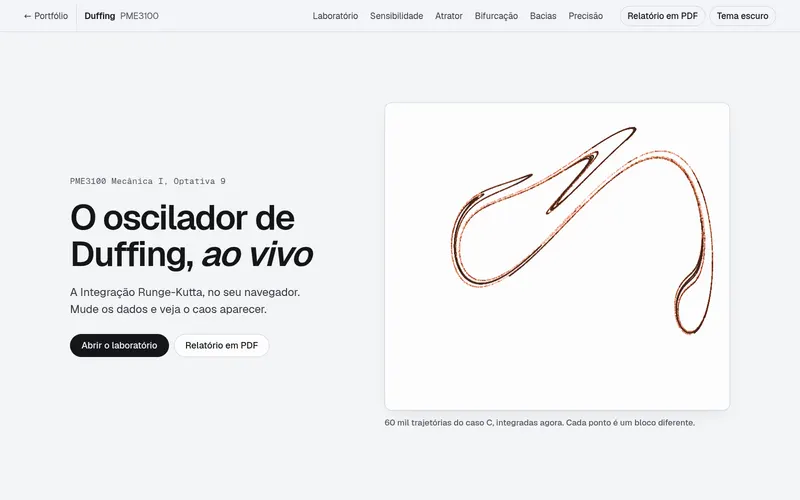 ← Portfólio Duffing PME3100 Laboratório Sensibilidade Atrator Bifurcação Bacias Precisão Relatório em PDF Tema escuro
PME3100 Mecânica I, Optativa 9
O oscilador de
Duffing, ao vivo
A Integração Runge-Kutta, no seu navegador.
Mude os dados e veja o caos aparecer.
Abrir o laboratório Relatório em PDF
60 mil trajetórias do caso C, integradas agora. Cada ponto é um bloco diferente.